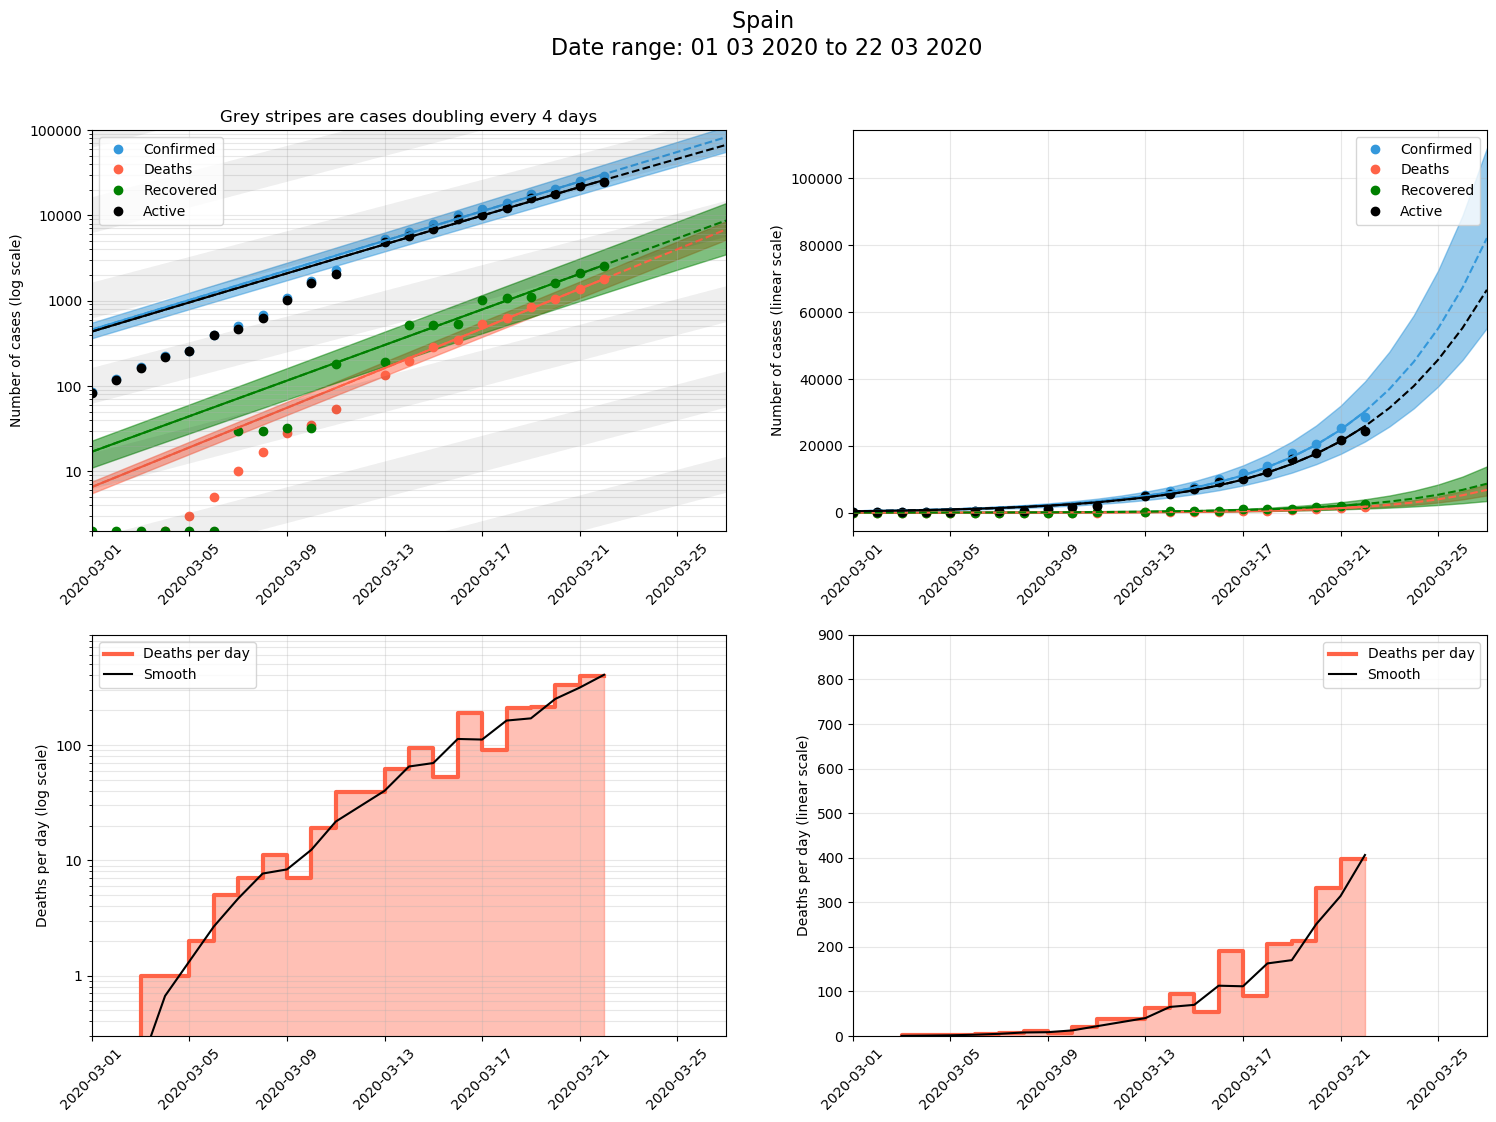 Spain
Date range: 01 03 2020 to 22 03 2020
Grey stripes are cases doubling every 4 days
Number of cases (log scale)
100000
10000
1000
100
10
Confirmed
Deaths
Recovered
Active
2020-03-01
2020-03-05
2020-03-09
2020-03-13
2020-03-17
2020-03-21
2020-03-25
Number of cases (linear scale)
100000
80000
60000
40000
20000
0
Confirmed
Deaths
Recovered
Active
2020-03-01
2020-03-05
2020-03-09
2020-03-13
2020-03-17
2020-03-21
2020-03-25
Deaths per day (log scale)
100
10
1
Deaths per day
Smooth
2020-03-01
2020-03-05
2020-03-09
2020-03-13
2020-03-17
2020-03-21
2020-03-25
Deaths per day (linear scale)
900
800
700
600
500
400
300
200
100
0
Deaths per day
Smooth
2020-03-01
2020-03-05
2020-03-09
2020-03-13
2020-03-17
2020-03-21
2020-03-25